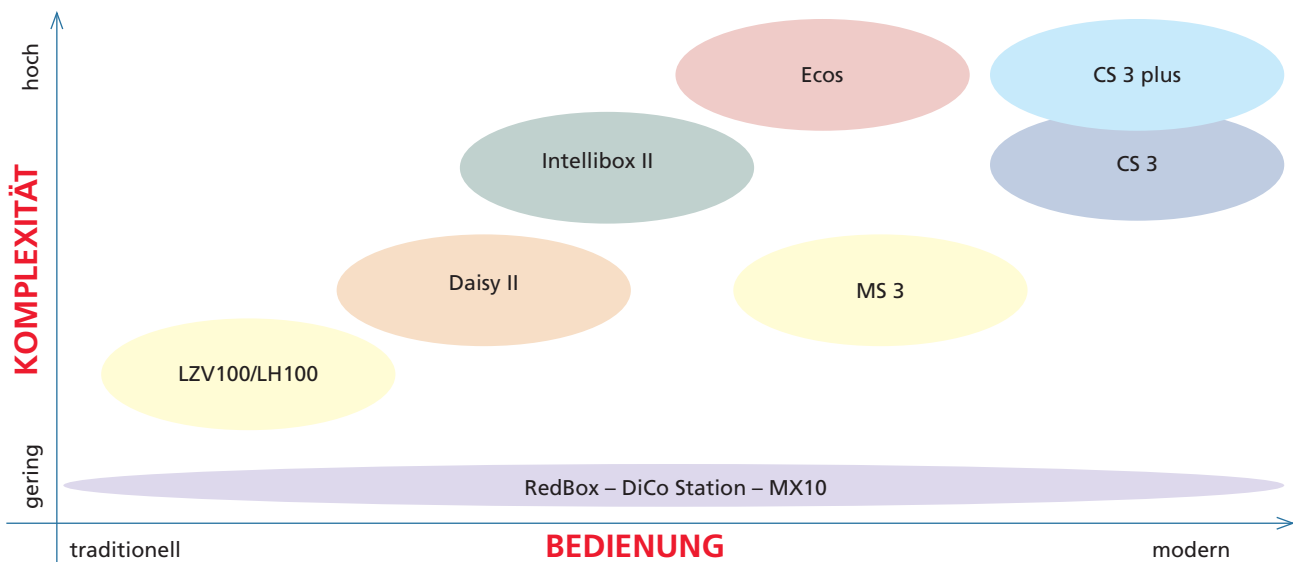 hoch
Ecos
CS 3 plus
Intellibox II
CS 3
KOMPLEXITÄT
Daisy II
MS 3
LZV100/LH100
gering
RedBox – DiCo Station – MX10
traditionell
BEDIENUNG
modern